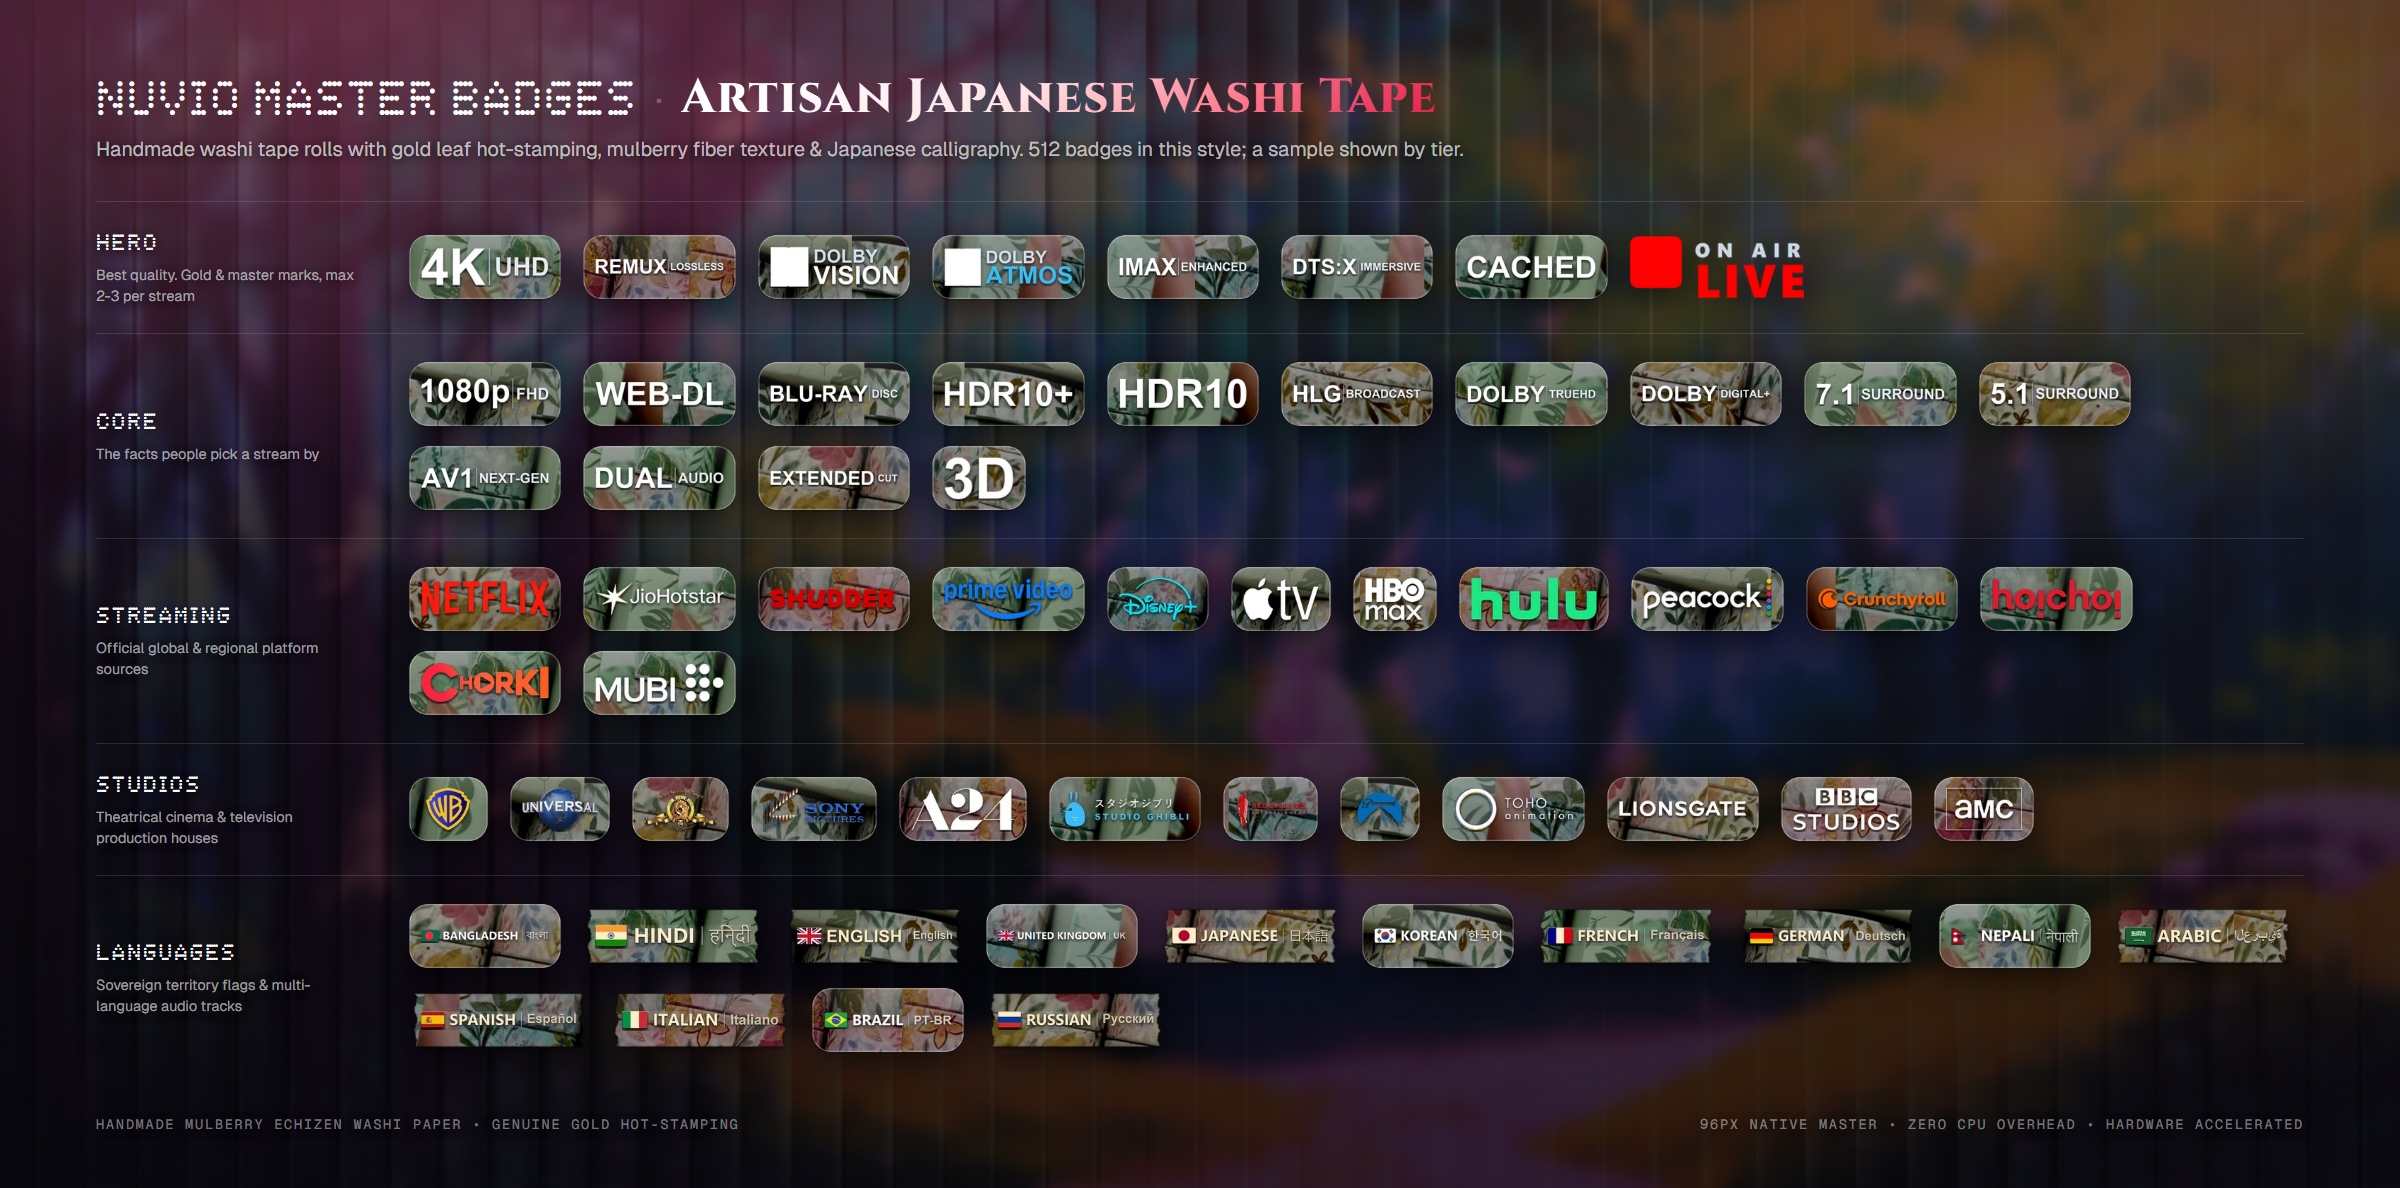 NUVIO MASTER BADGES · ARTISAN JAPANESE WASHI TAPE
Handmade washi tape rolls with gold leaf hot-stamping, mulberry fiber texture & Japanese calligraphy. 512 badges in this style; a sample shown by tier.
HERO
Best quality. Gold & master marks, max
2-3 per stream
4K UHD
REMUX LOSSLESS
DOLBY VISION
DOLBY ATMOS
IMAX ENHANCED
DTS:X IMMERSIVE
CACHED
ON AIR
LIVE
CORE
The facts people pick a stream by
1080p FHD
WEB-DL
BLU-RAY DISC
HDR10+
HDR10
HLG BROADCAST
DOLBY TRUEHD
DOLBY DIGITAL+
7.1 SURROUND
5.1 SURROUND
AV1 NEXT-GEN
DUAL AUDIO
EXTENDED CUT
3D
STREAMING
Official global & regional platform
sources
NETFLIX
JioHotstar
SHUDDER
prime video
Disney+
tv
HBO max
hulu
peacock
Crunchyroll
hoichoi
CHORKI
MUBI
STUDIOS
Theatrical cinema & television
production houses
WB
UNIVERSAL
SONY PICTURES
A24
スタジオジブリ
STUDIO GHIBLI
TOHO animation
LIONSGATE
BBC STUDIOS
aMC
LANGUAGES
Sovereign territory flags & multi-
language audio tracks
BANGLADESH বাংলা
HINDI हिन्दी
ENGLISH English
UNITED KINGDOM UK
JAPANESE 日本語
KOREAN 한국어
FRENCH Français
GERMAN Deutsch
NEPALI नेपाली
ARABIC
SPANISH Español
ITALIAN Italiano
BRAZIL PT-BR
RUSSIAN Русский
HANDMADE MULBERRY ECHIZEN WASHI PAPER • GENUINE GOLD HOT-STAMPING
96PX NATIVE MASTER • ZERO CPU OVERHEAD • HARDWARE ACCELERATED